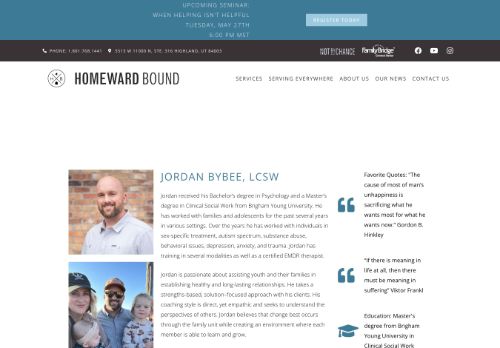 UPCOMING SEMINAR:
WHEN HELPING ISN'T HELPFUL
TUESDAY, MAY 27TH
6:00 PM MST
REGISTER TODAY
PHONE: 1.801.768.1441
5513 W 11000 N, STE. 316 HIGHLAND, UT 84003
NOT BY CHANCE
FamilyBridge
HOMEWARD BOUND
SERVICES
SERVING EVERYWHERE
ABOUT US
OUR NEWS
CONTACT US
JORDAN BYBEE, LCSW
Jordan received his Bachelor's degree in Psychology and a Master's
degree in Clinical Social Work from Brigham Young University. He
has worked with families and adolescents for the past several years
in various settings. Over the years he has worked with individuals in
sex-specific treatment, autism spectrum, substance abuse,
behavioral issues, depression, anxiety, and trauma. Jordan has
training in several modalities as well as a certified EMDR therapist.
Jordan is passionate about assisting youth and their families in
establishing healthy and long-lasting relationships. He takes a
strengths-based, solution-focused approach with his clients. His
coaching style is direct, yet empathic and seeks to understand the
perspectives of others. Jordan believes that change best occurs
through the family unit while creating an environment where each
member is able to learn and grow.
Favorite Quotes: "The
cause of most of man's
unhappiness is
sacrificing what he
wants most for what he
wants now." Gordon B.
Hinkley
"If there is meaning in
life at all, then there
must be meaning in
suffering" Viktor Frankl
Education: Master's
degree from Brigham
Young University in
Clinical Social Work